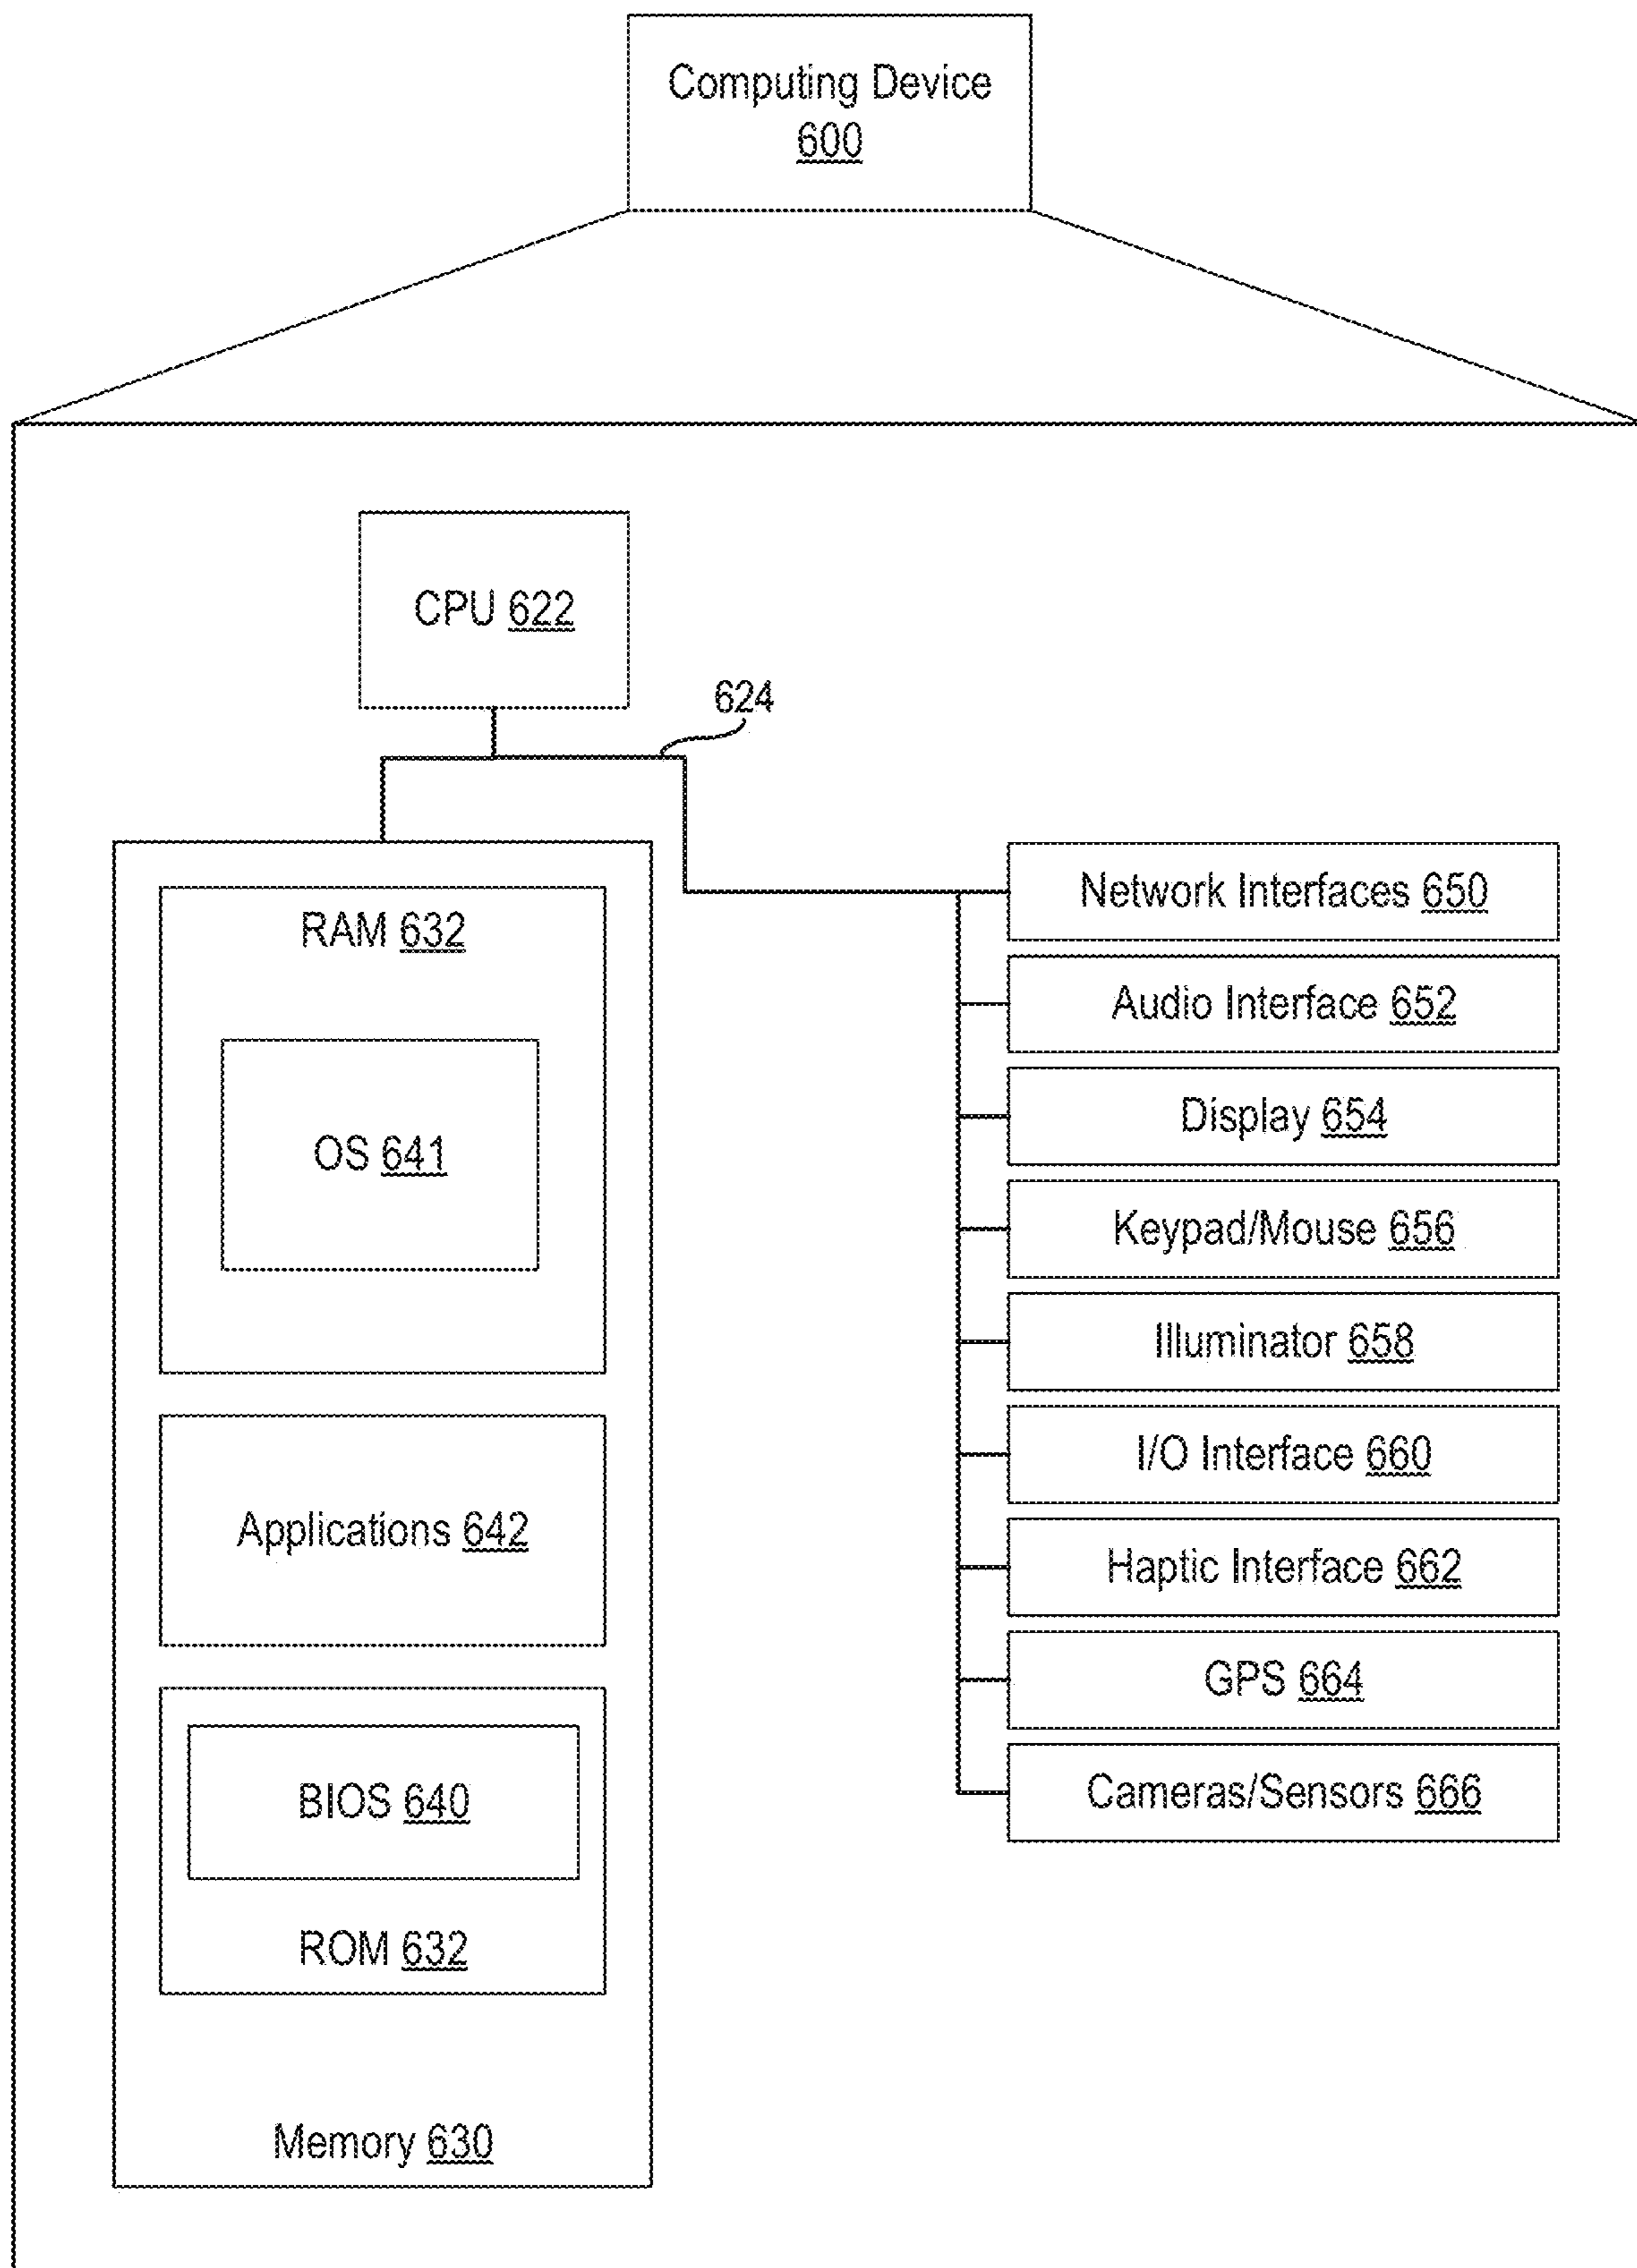 Computing Device
600
CPU 622
624
RAM 632
OS 641
Applications 642
BIOS 640
ROM 632
Memory 630
Network Interfaces 650
Audio Interface 652
Display 654
Keypad/Mouse 656
Illuminator 658
I/O Interface 660
Haptic Interface 662
GPS 664
Cameras/Sensors 666